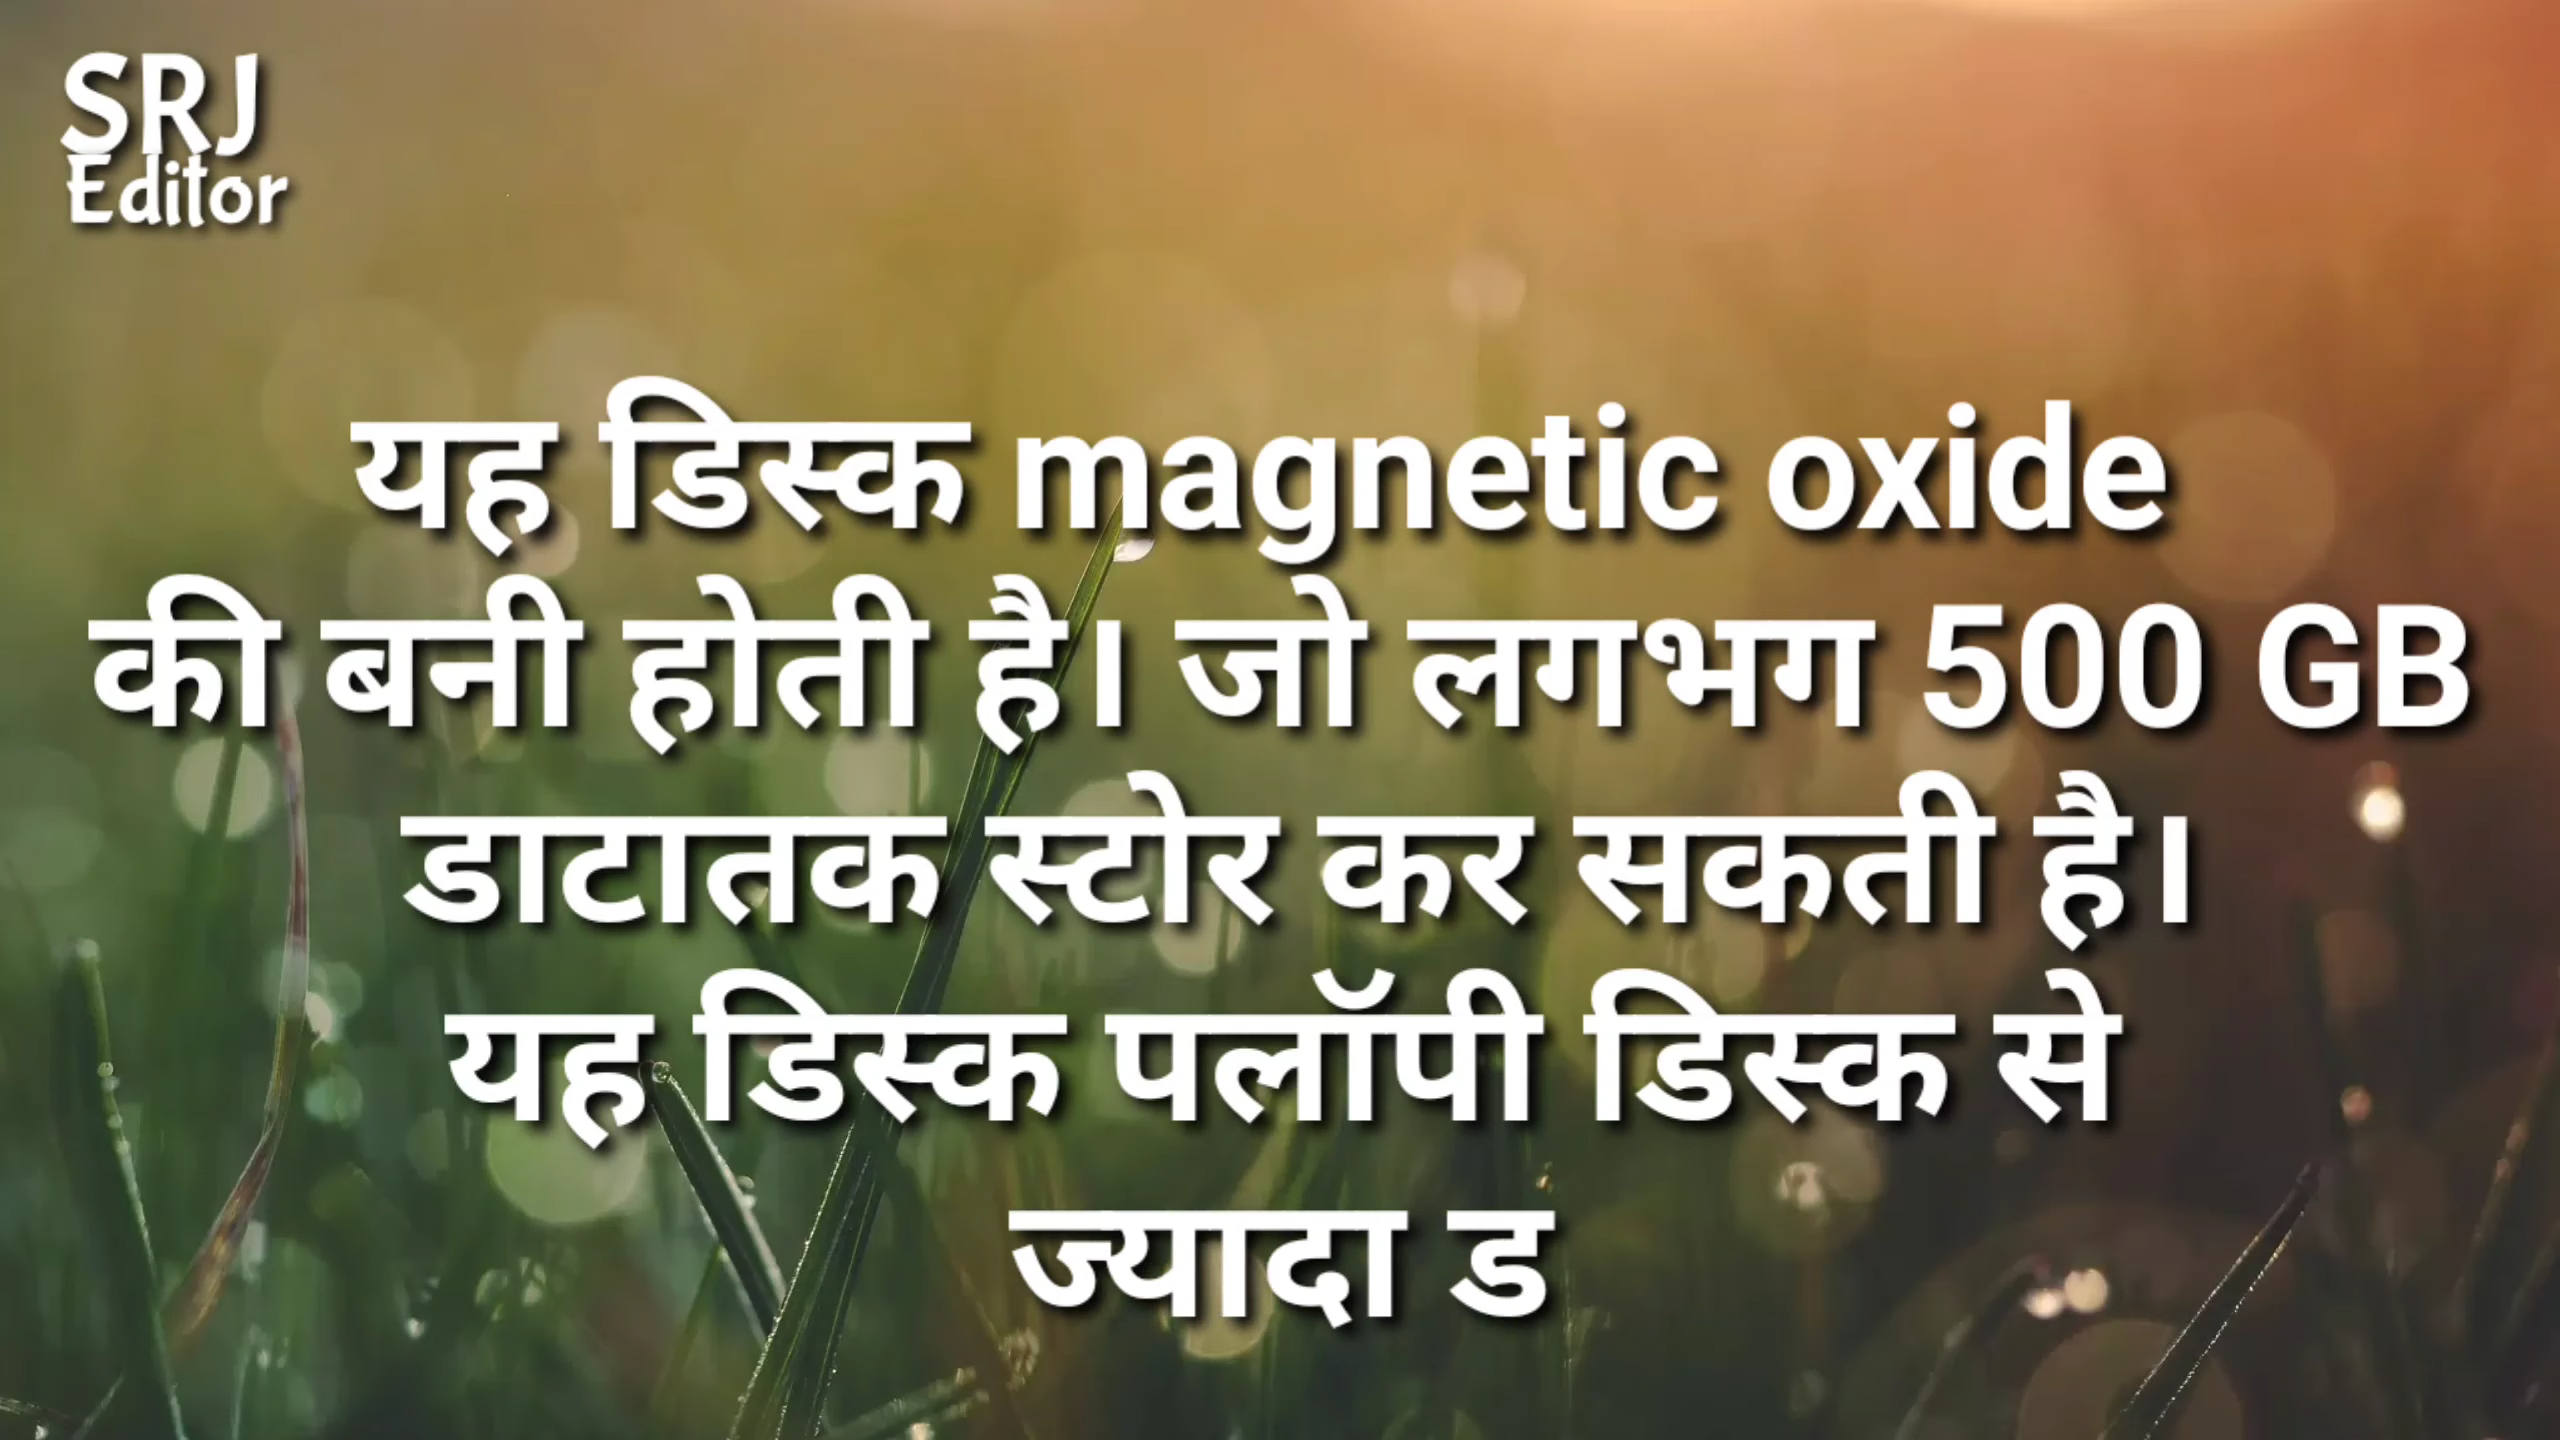 SRJ
Editor
यह डिस्क magnetic oxide
की बनी होती है। जो लगभग 500 GB
डाटातक स्टोर कर सकती है।
यह डिस्क पलॉपी डिस्क से
ज्यादा ड